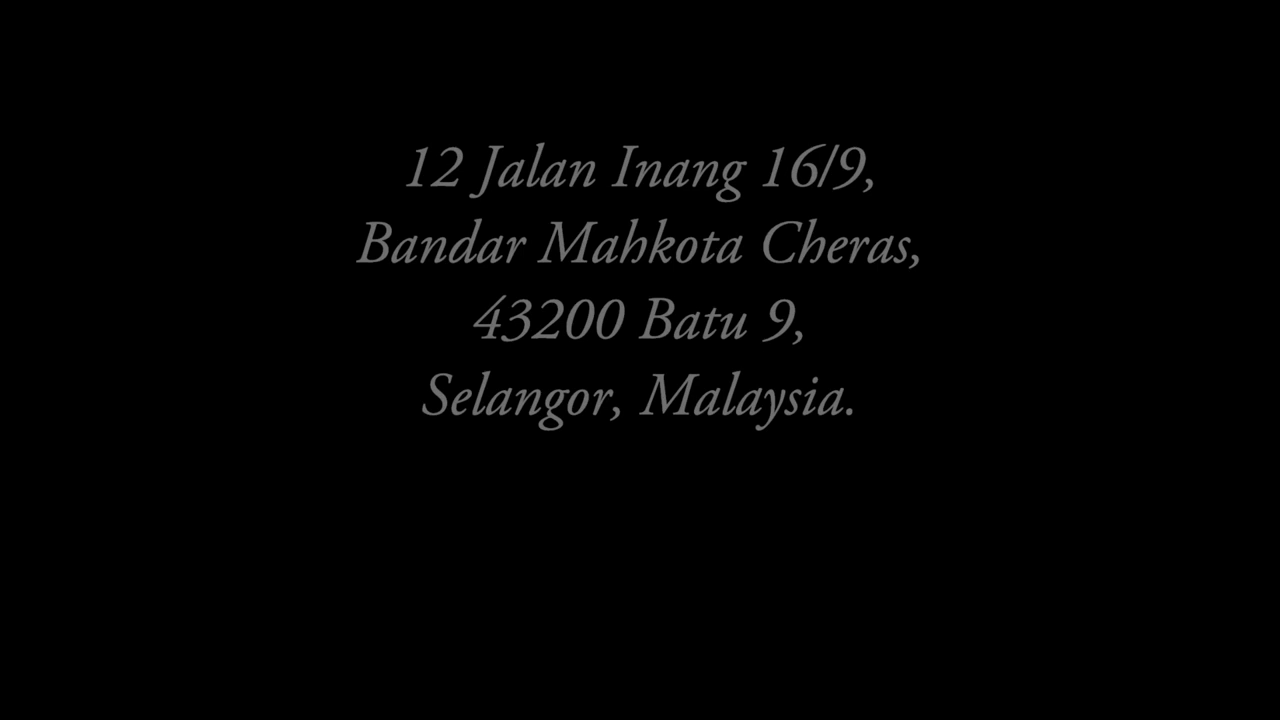 12 Jalan Inang 16/9,
Bandar Mahkota Cheras,
43200 Batu 9,
Selangor, Malaysia.